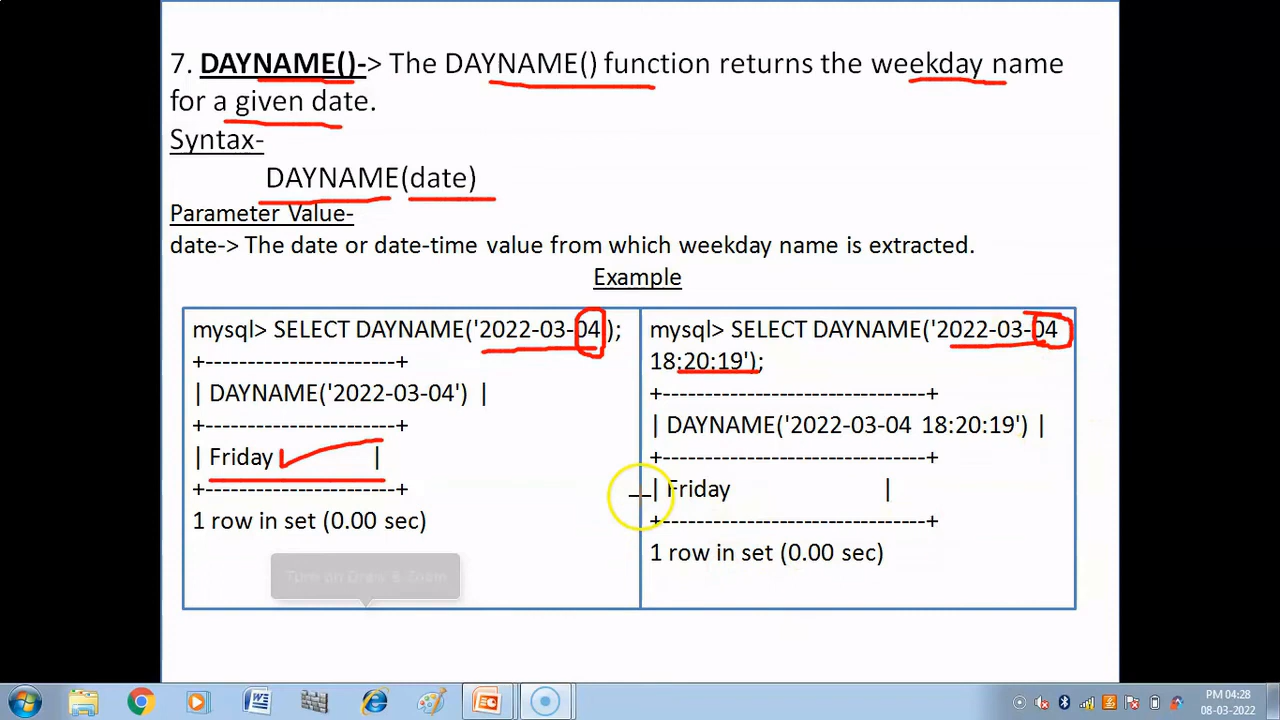 7. DAYNAME()-> The DAYNAME() function returns the weekday name
for a given date.
Syntax-
DAYNAME(date)
Parameter Value-
date-> The date or date-time value from which weekday name is extracted.
Example
mysql> SELECT DAYNAME('2022-03-04');
+-----------------------+
| DAYNAME('2022-03-04') |
+-----------------------+
| Friday |
+-----------------------+
1 row in set (0.00 sec)
mysql> SELECT DAYNAME('2022-03-04
18:20:19');
+--------------------------------+
| DAYNAME('2022-03-04 18:20:19') |
+--------------------------------+
| Friday |
+--------------------------------+
1 row in set (0.00 sec)
Turn on Draw & Zoom
PM 04:28
08-03-2022